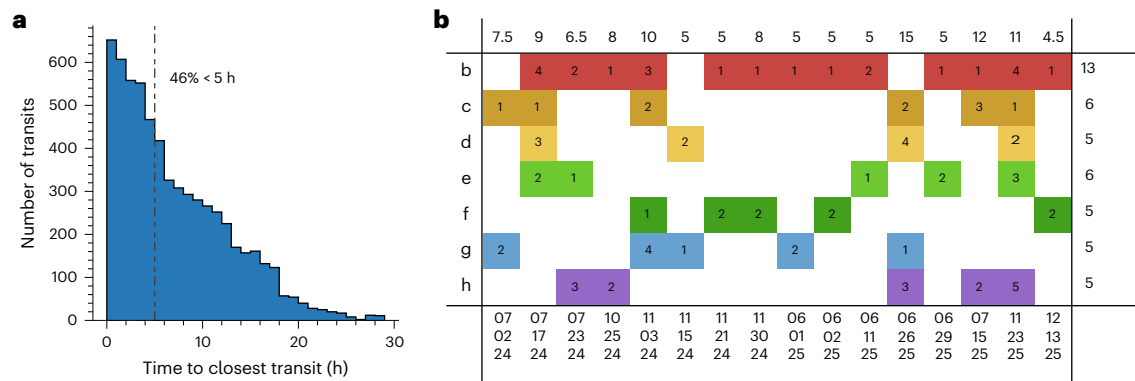 a
600
500
400
300
200
100
0
Number of transits
46% < 5 h
0 10 20 30
Time to closest transit (h)
b
7.5 9 6.5 8 10 5 5 8 5 5 5 15 5 12 11 4.5
b 4 2 1 3 1 1 1 1 2 1 1 4 1 13
c 1 1 2 2 3 1 6
d 3 2 4 2 5
e 2 1 1 2 3 6
f 1 2 2 2 2 5
g 2 4 1 2 1 5
h 3 2 3 2 5 5
07 07 07 10 11 11 11 11 06 06 06 06 06 07 11 12
02 17 23 25 03 15 21 30 01 02 11 26 29 15 23 13
24 24 24 24 24 24 24 24 25 25 25 25 25 25 25 25